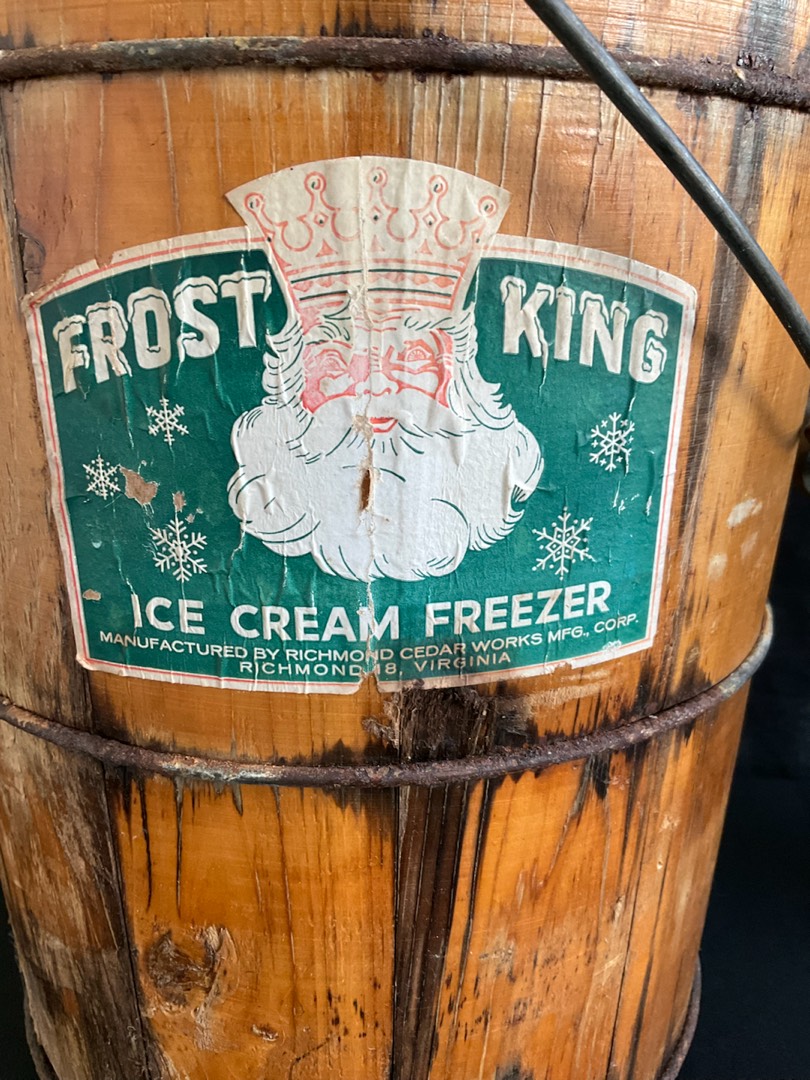 FROST KING
ICE CREAM FREEZER
MANUFACTURED BY RICHMOND CEDAR WORKS MFG., CORP.
RICHMOND 18, VIRGINIA